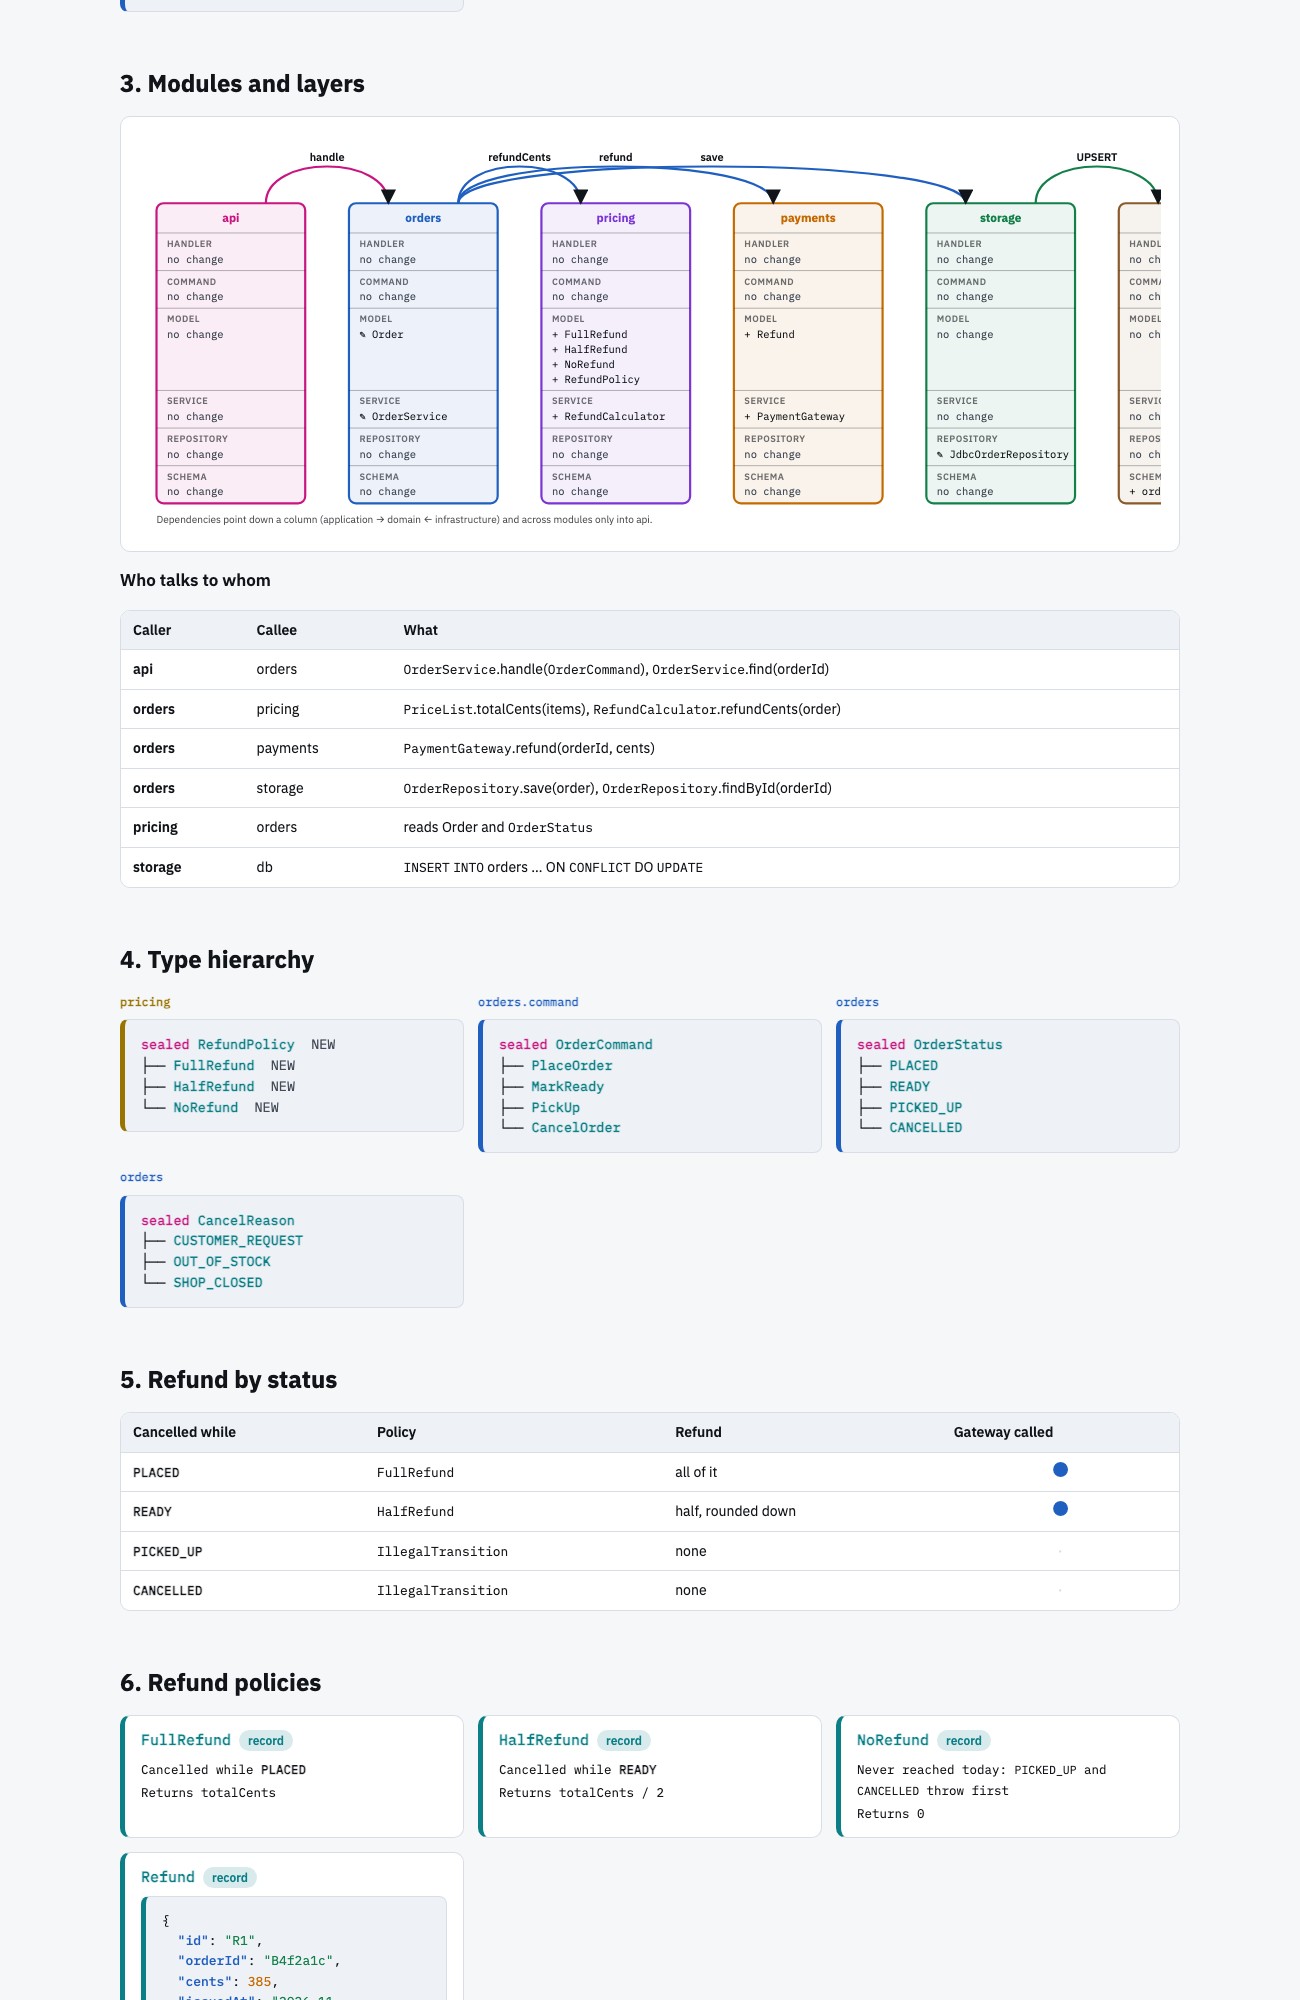 3. Modules and layers
handle
refundCents
refund
save
UPSERT
api
HANDLER
no change
COMMAND
no change
MODEL
no change
SERVICE
no change
REPOSITORY
no change
SCHEMA
no change
orders
HANDLER
no change
COMMAND
no change
MODEL
✎ Order
SERVICE
✎ OrderService
REPOSITORY
no change
SCHEMA
no change
pricing
HANDLER
no change
COMMAND
no change
MODEL
+ FullRefund
+ HalfRefund
+ NoRefund
+ RefundPolicy
SERVICE
+ RefundCalculator
REPOSITORY
no change
SCHEMA
no change
payments
HANDLER
no change
COMMAND
no change
MODEL
+ Refund
SERVICE
+ PaymentGateway
REPOSITORY
no change
SCHEMA
no change
storage
HANDLER
no change
COMMAND
no change
MODEL
no change
SERVICE
no change
REPOSITORY
✎ JdbcOrderRepository
SCHEMA
no change
no
no
MODEL
no
no
no
+
Dependencies point down a column (application → domain ← infrastructure) and across modules only into api.
Who talks to whom
Caller Callee What
api orders OrderService.handle(OrderCommand), OrderService.find(orderId)
orders pricing PriceList.totalCents(items), RefundCalculator.refundCents(order)
orders payments PaymentGateway.refund(orderId, cents)
orders storage OrderRepository.save(order), OrderRepository.findById(orderId)
pricing orders reads Order and OrderStatus
storage db INSERT INTO orders … ON CONFLICT DO UPDATE
4. Type hierarchy
pricing
sealed RefundPolicy NEW
├── FullRefund NEW
├── HalfRefund NEW
└── NoRefund NEW
orders.command
sealed OrderCommand
├── PlaceOrder
├── MarkReady
├── PickUp
└── CancelOrder
orders
sealed OrderStatus
├── PLACED
├── READY
├── PICKED_UP
└── CANCELLED
orders
sealed CancelReason
├── CUSTOMER_REQUEST
├── OUT_OF_STOCK
└── SHOP_CLOSED
5. Refund by status
Cancelled while Policy Refund Gateway called
PLACED FullRefund all of it
READY HalfRefund half, rounded down
PICKED_UP IllegalTransition none ·
CANCELLED IllegalTransition none ·
6. Refund policies
FullRefund record
Cancelled while PLACED
Returns totalCents
HalfRefund record
Cancelled while READY
Returns totalCents / 2
NoRefund record
Never reached today: PICKED_UP and
CANCELLED throw first
Returns 0
Refund record
{
"id": "R1",
"orderId": "B4f2a1c",
"cents": 385,